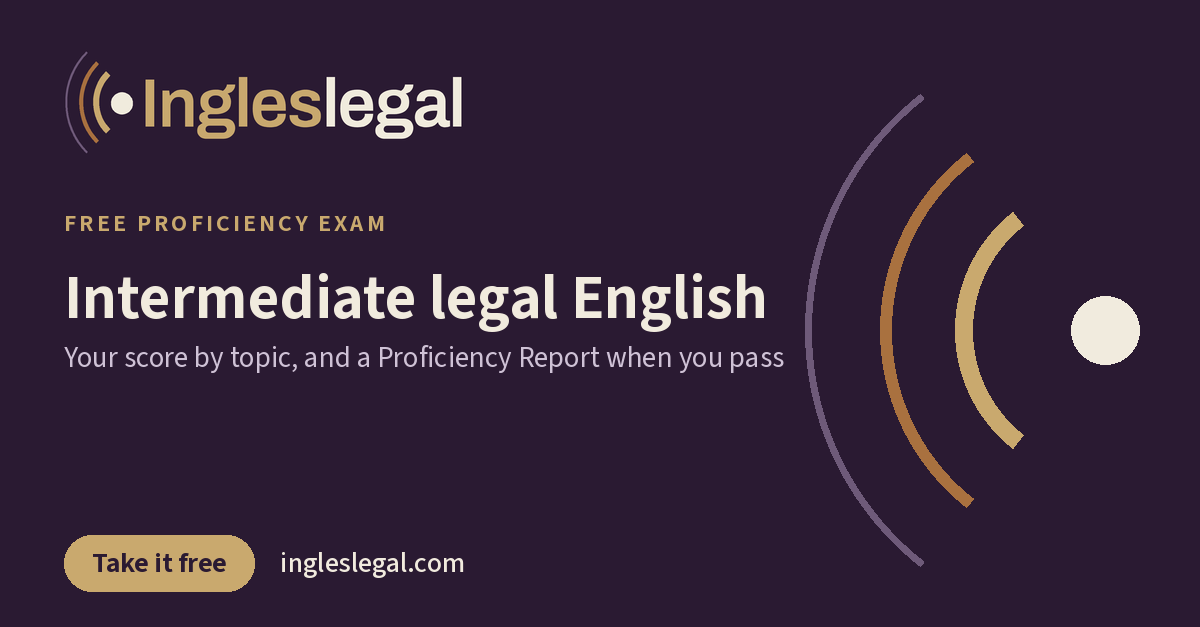 Ingleslegal
FREE PROFICIENCY EXAM
Intermediate legal English
Your score by topic, and a Proficiency Report when you pass
Take it free
ingleslegal.com